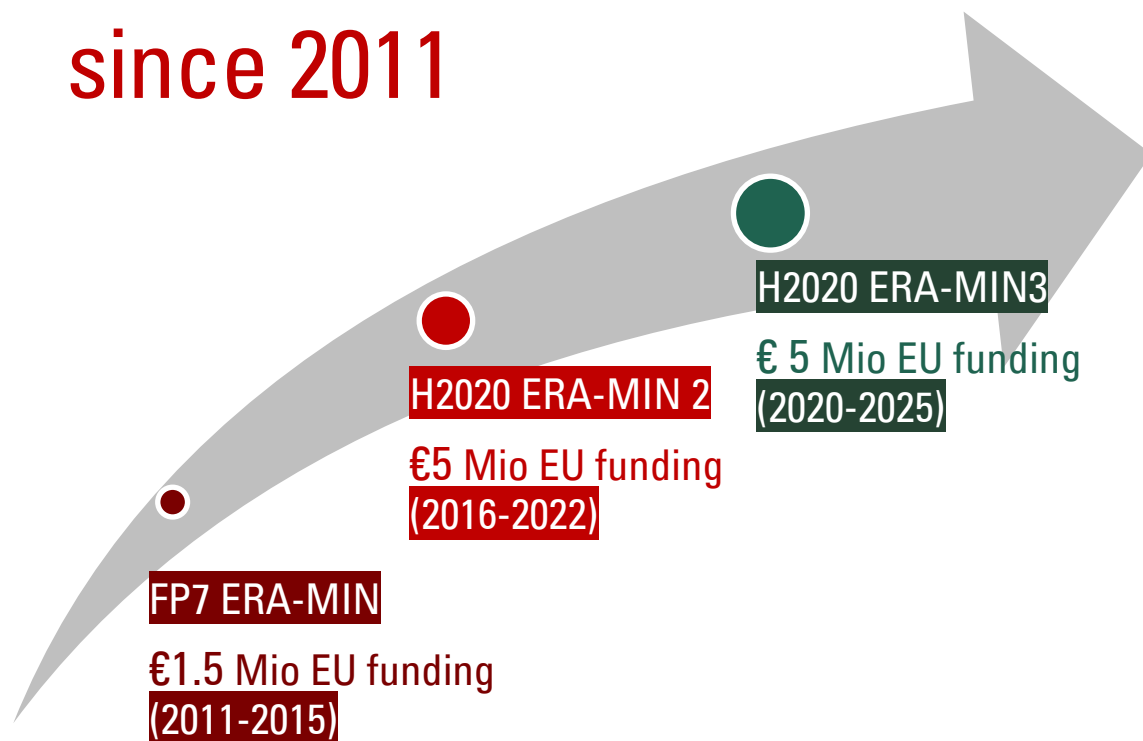 since 2011
H2020 ERA-MIN3
€ 5 Mio EU funding
(2020-2025)
H2020 ERA-MIN 2
€5 Mio EU funding
(2016-2022)
FP7 ERA-MIN
€1.5 Mio EU funding
(2011-2015)